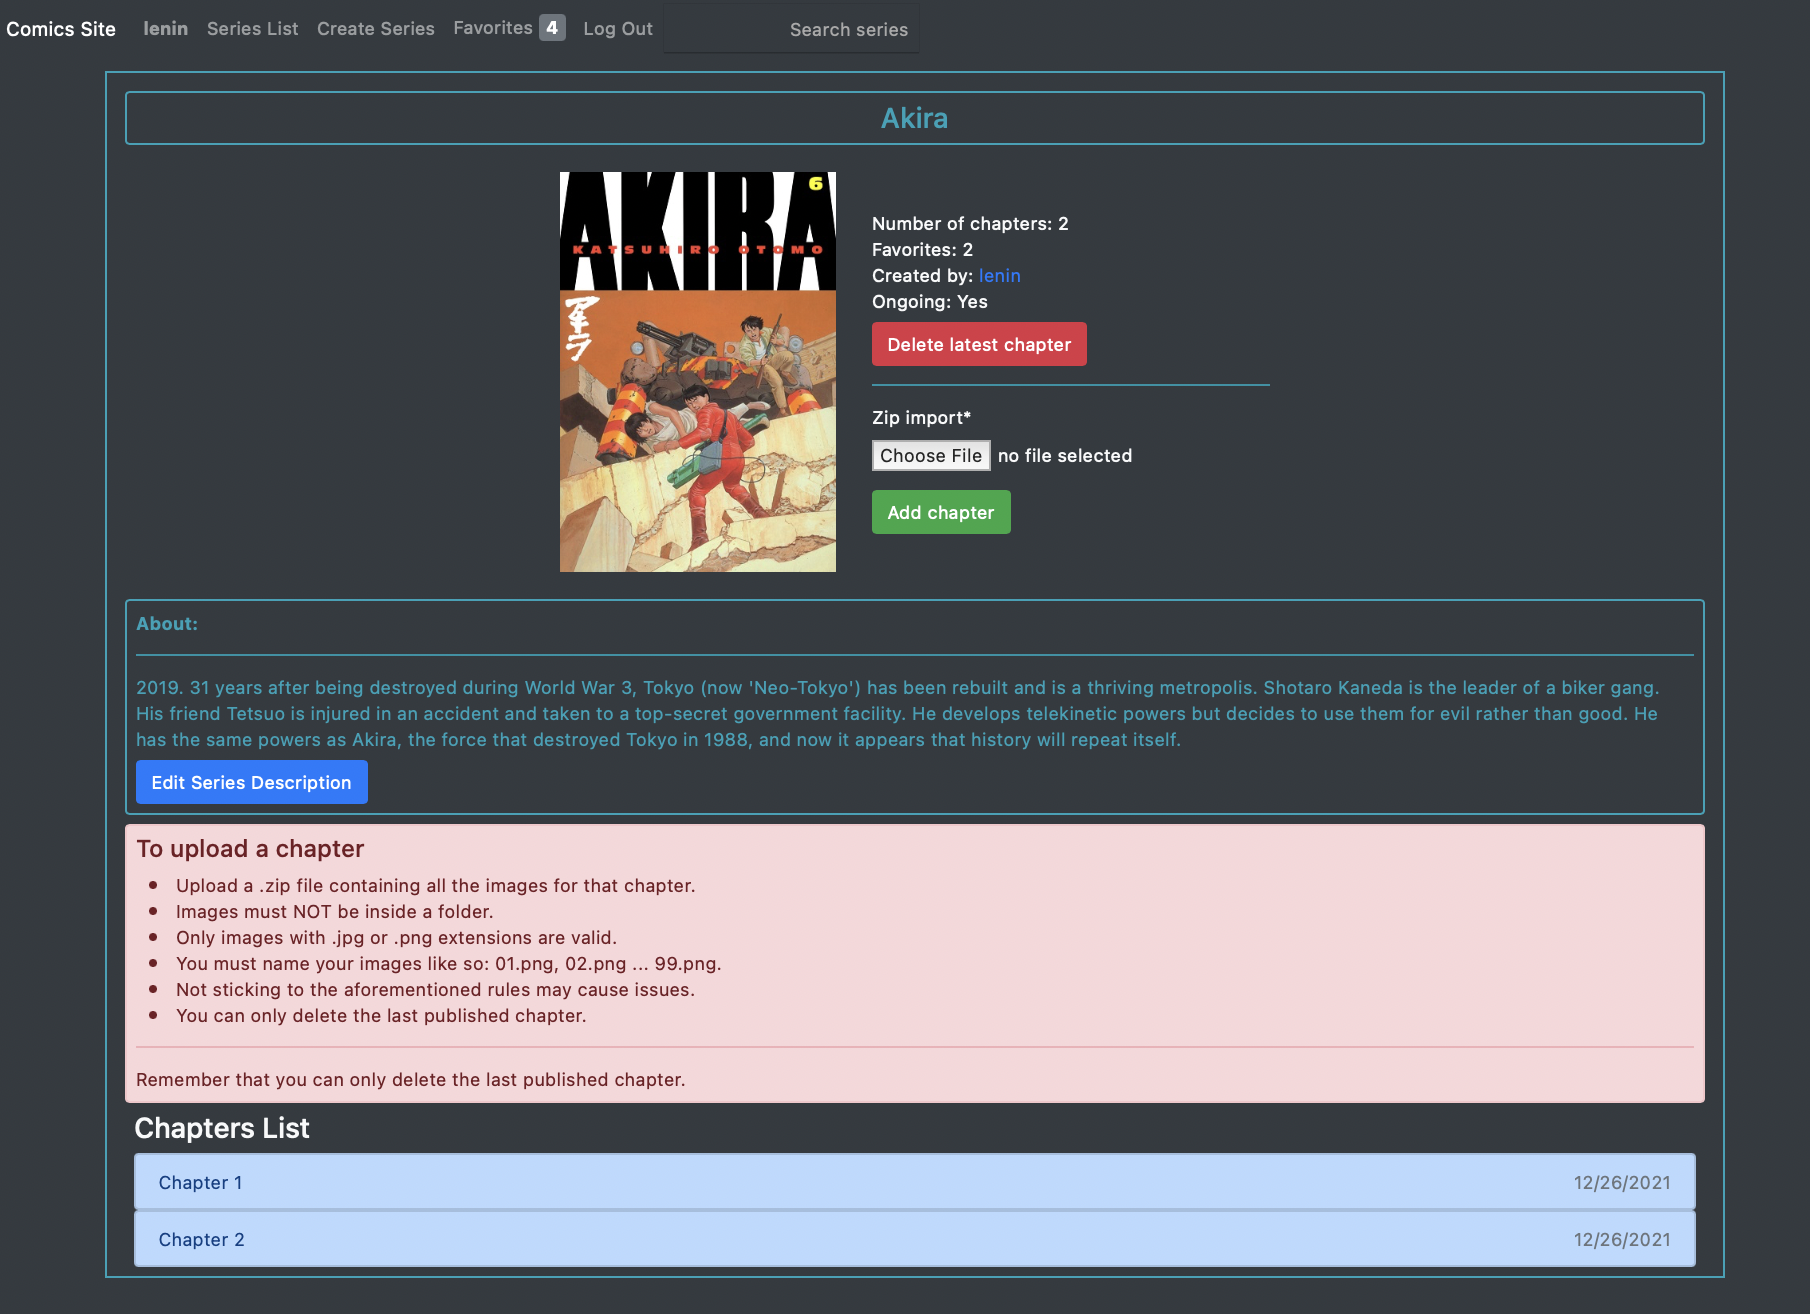 Comics Site lenin Series List Create Series Favorites 4 Log Out Search series
Akira
AKIRA 6
KATSUHIRO OTOMO
アキラ
Number of chapters: 2
Favorites: 2
Created by: lenin
Ongoing: Yes
Delete latest chapter
Zip import*
Choose File no file selected
Add chapter
About:
2019. 31 years after being destroyed during World War 3, Tokyo (now 'Neo-Tokyo') has been rebuilt and is a thriving metropolis. Shotaro Kaneda is the leader of a biker gang.
His friend Tetsuo is injured in an accident and taken to a top-secret government facility. He develops telekinetic powers but decides to use them for evil rather than good. He
has the same powers as Akira, the force that destroyed Tokyo in 1988, and now it appears that history will repeat itself.
Edit Series Description
To upload a chapter
• Upload a .zip file containing all the images for that chapter.
• Images must NOT be inside a folder.
• Only images with .jpg or .png extensions are valid.
• You must name your images like so: 01.png, 02.png ... 99.png.
• Not sticking to the aforementioned rules may cause issues.
• You can only delete the last published chapter.
Remember that you can only delete the last published chapter.
Chapters List
Chapter 1 12/26/2021
Chapter 2 12/26/2021